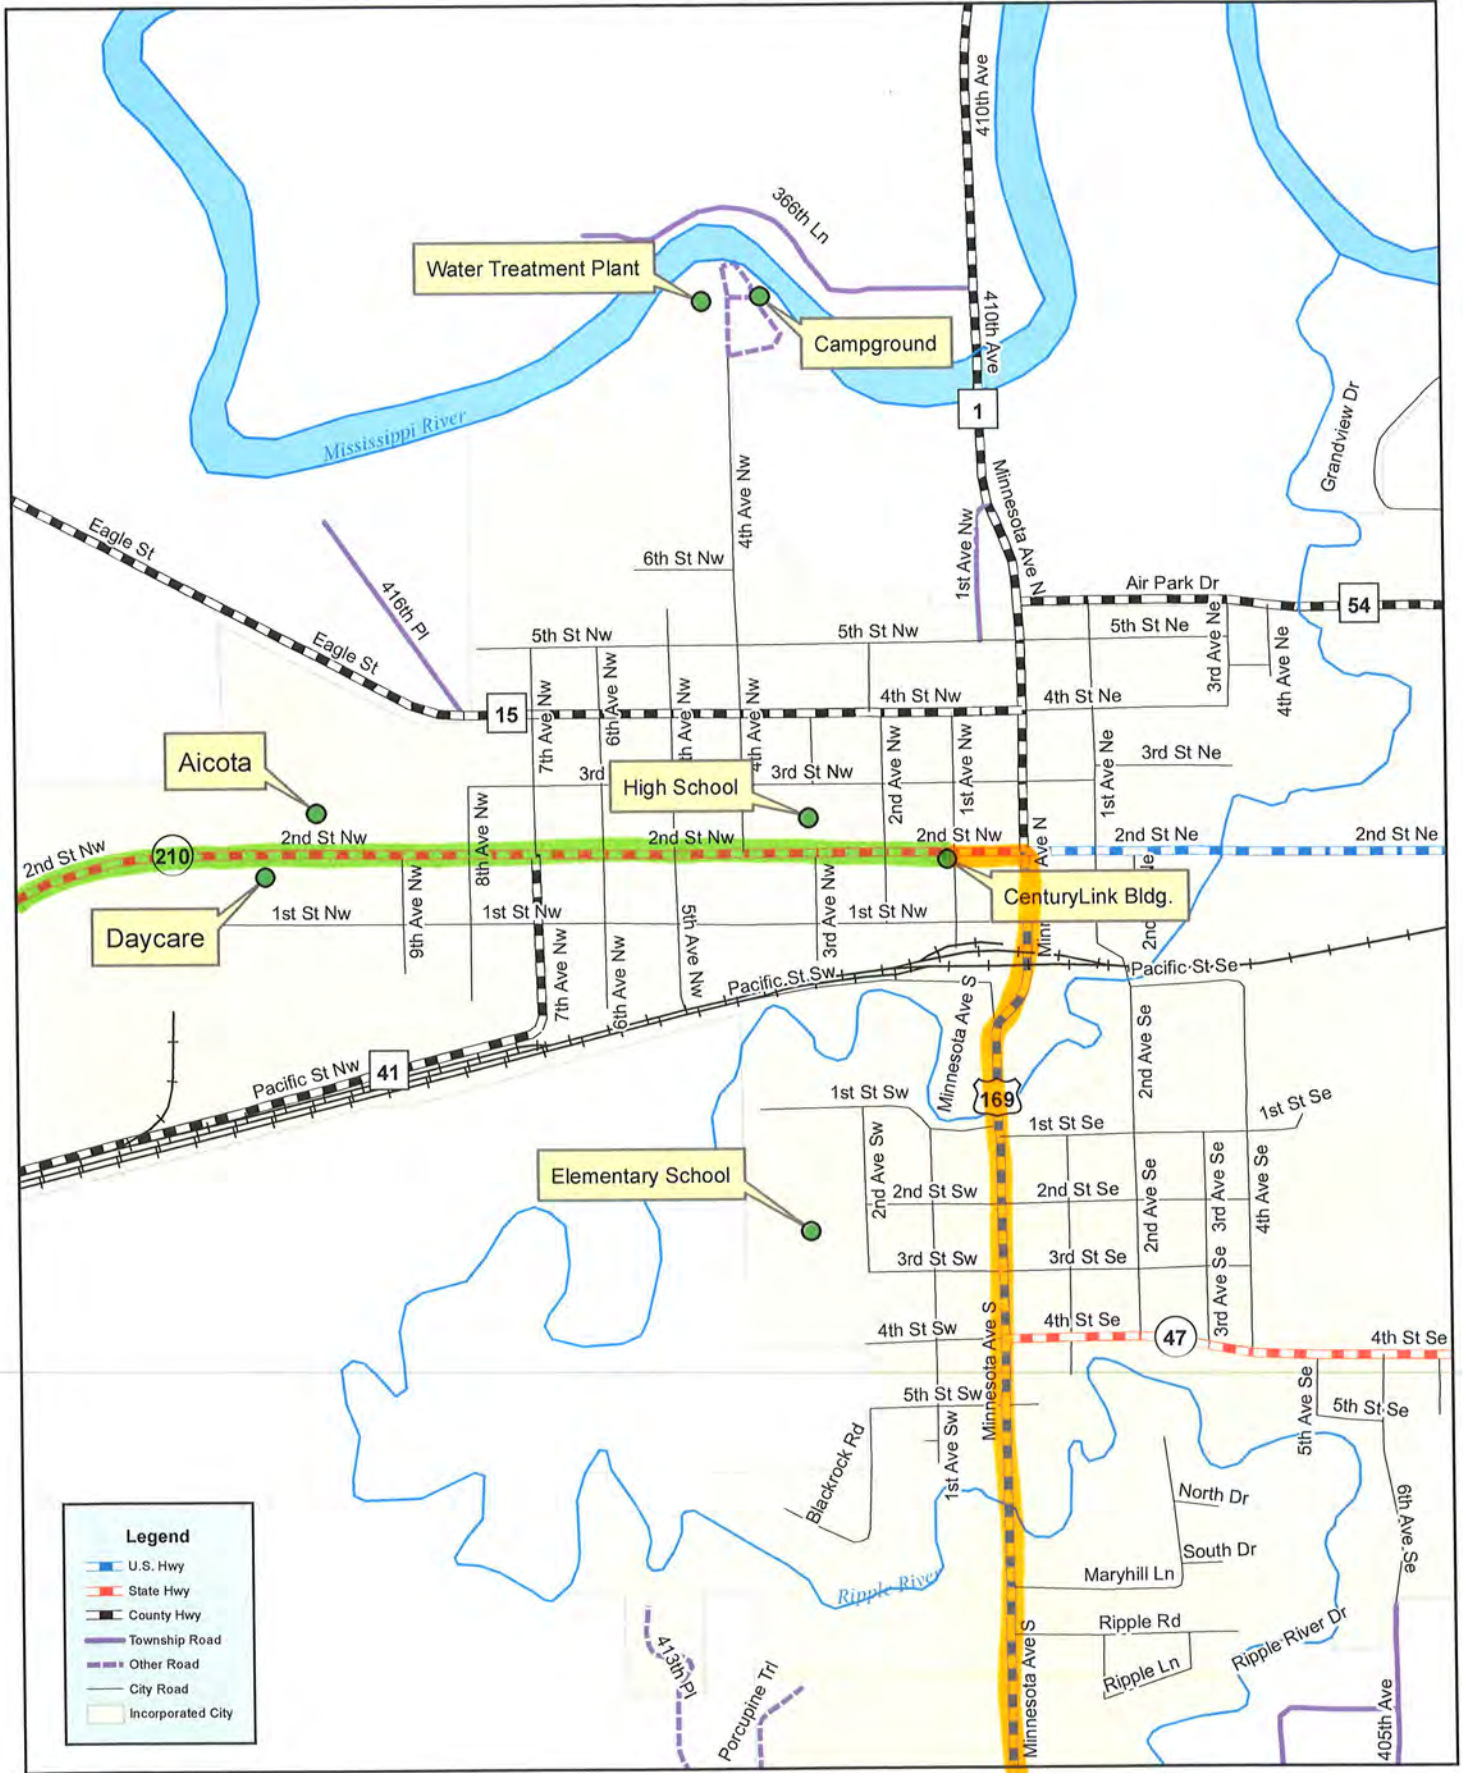 410th Ave
366th Ln
Water Treatment Plant
410th Ave
Campground
1
Grandview Dr
Mississippi River
Minnesota Ave N
4th Ave Nw
Eagle St
1st Ave Nw
6th St Nw
Air Park Dr
416th Pl
54
5th St Nw
5th St Nw
5th St Ne
3rd Ave Ne
4th Ave Ne
Eagle St
6th Ave Nw
7th Ave Nw
th Ave Nw
4th Ave Nw
4th St Nw
4th St Ne
15
2nd Ave Nw
1st Ave Nw
1st Ave Ne
3rd St Ne
Aicota
3rd
High School
3rd St Nw
8th Ave Nw
2nd St Nw
210
2nd St Nw
2nd St Nw
2nd St Nw
Ave N
2nd St Ne
2nd St Ne
CenturyLink Bldg.
Minn
2nd
Ne
Daycare
9th Ave Nw
1st St Nw
1st St Nw
5th Ave Nw
3rd Ave Nw
1st St Nw
7th Ave Nw
6th Ave Nw
Pacific St Sw
Pacific St Se
Minnesota Ave S
2nd Ave Se
Pacific St Nw
41
169
1st St Sw
1st St Se
1st St Se
Elementary School
2nd Ave Sw
2nd St Sw
2nd St Se
2nd Ave Se
3rd Ave Se
4th Ave Se
3rd St Sw
3rd St Se
3rd Ave Se
4th St Sw
Minnesota Ave S
4th St Se
47
4th St Se
5th St Sw
5th Ave Se
5th St Se
Blackrock Rd
1st Ave Sw
North Dr
6th Ave Se
South Dr
Maryhill Ln
Ripple River
Ripple Rd
Ripple River Dr
Ripple Ln
Minnesota Ave S
413th Pl
Porcupine Trl
405th Ave
Legend
U.S. Hwy
State Hwy
County Hwy
Township Road
Other Road
City Road
Incorporated City